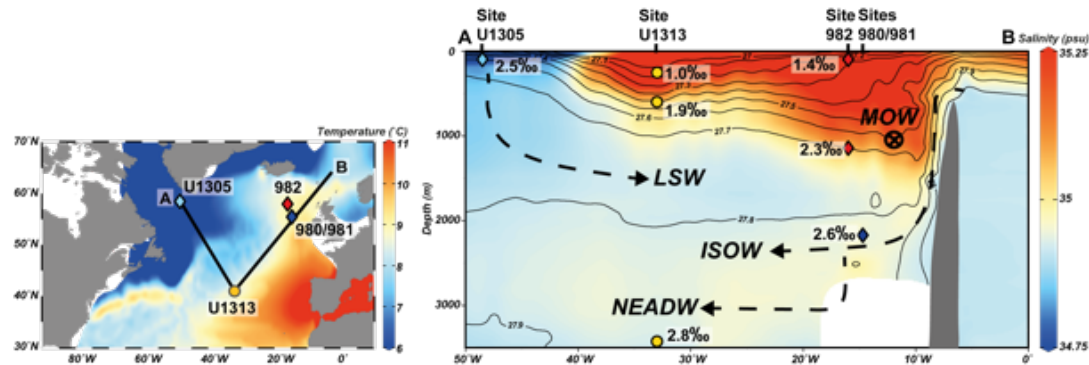 Temperature (˚C)
70˚N
60˚N
50˚N
40˚N
30˚N
80˚W
60˚W
40˚W
20˚W
0˚
11
10
9
8
7
6
A
U1305
B
982
980/981
U1313
Site
U1305
Site
U1313
Site Sites
982 980/981
A
B
Salinity (psu)
35.25
35
34.75
Depth (m)
0
1000
2000
3000
50˚W
40˚W
30˚W
20˚W
10˚W
0˚
2.5‰
1.0‰
1.9‰
1.4‰
2.3‰
2.6‰
2.8‰
MOW
LSW
ISOW
NEADW
27.6
27.7
27.5
27.8
27.9